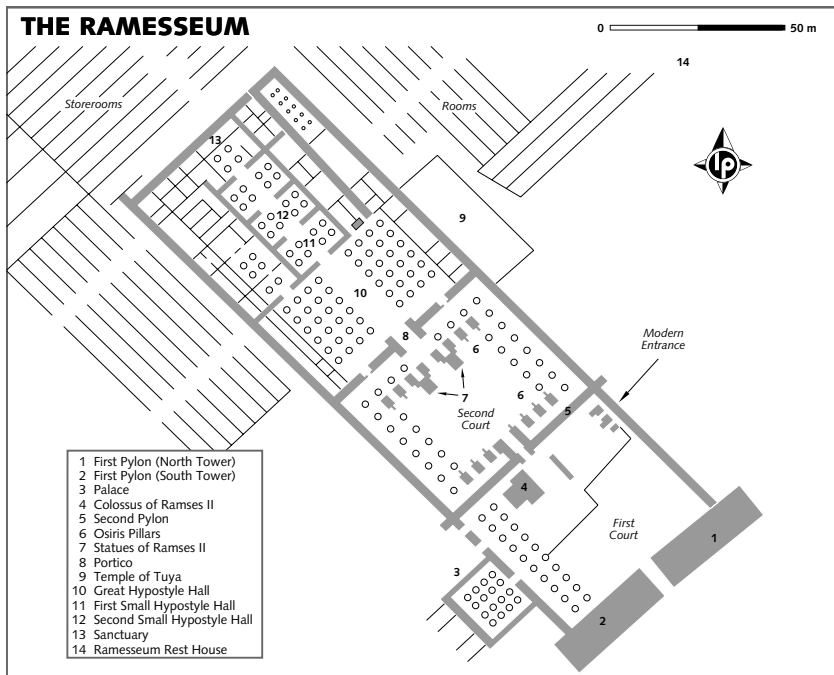 THE RAMESSEUM
0 50 m
14
Storerooms
Rooms
lp
13
12
11
9
10
8
6
Modern
Entrance
7
6
Second
Court
5
4
First
Court
1
3
2
1 First Pylon (North Tower)
2 First Pylon (South Tower)
3 Palace
4 Colossus of Ramses II
5 Second Pylon
6 Osiris Pillars
7 Statues of Ramses II
8 Portico
9 Temple of Tuya
10 Great Hypostyle Hall
11 First Small Hypostyle Hall
12 Second Small Hypostyle Hall
13 Sanctuary
14 Ramesseum Rest House